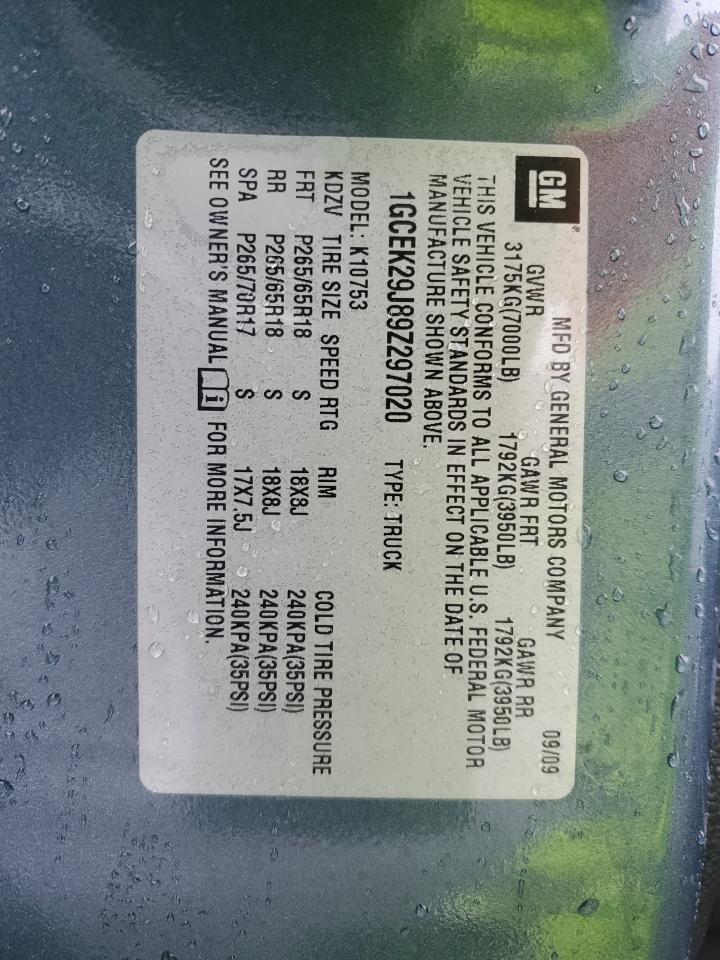 GM
MFD BY GENERAL MOTORS COMPANY 09/09
GVWR GAWR FRT GAWR RR
3175KG(7000LB) 1792KG(3950LB) 1792KG(3950LB)
THIS VEHICLE CONFORMS TO ALL APPLICABLE U.S. FEDERAL MOTOR
VEHICLE SAFETY STANDARDS IN EFFECT ON THE DATE OF
MANUFACTURE SHOWN ABOVE.
1GCEK29J89Z297020 TYPE: TRUCK
MODEL: K10753
KDZV TIRE SIZE SPEED RTG RIM COLD TIRE PRESSURE
FRT P265/65R18 S 18X8J 240KPA(35PSI)
RR P265/65R18 S 18X8J 240KPA(35PSI)
SPA P265/70R17 S 17X7.5J 240KPA(35PSI)
SEE OWNER'S MANUAL i FOR MORE INFORMATION.